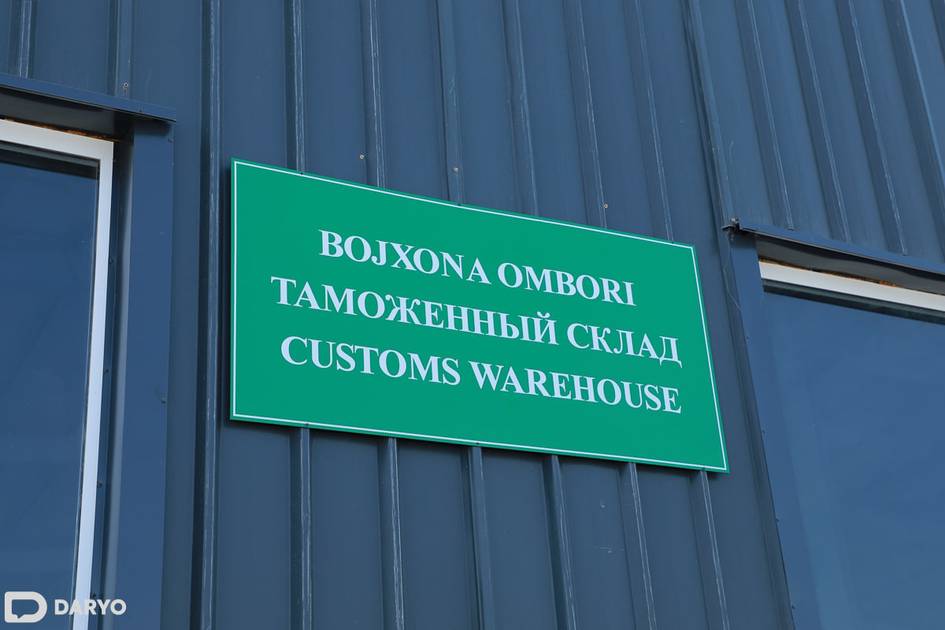 BOJXONA OMBORI
ТАМОЖЕННЫЙ СКЛАД
CUSTOMS WAREHOUSE
DARYO